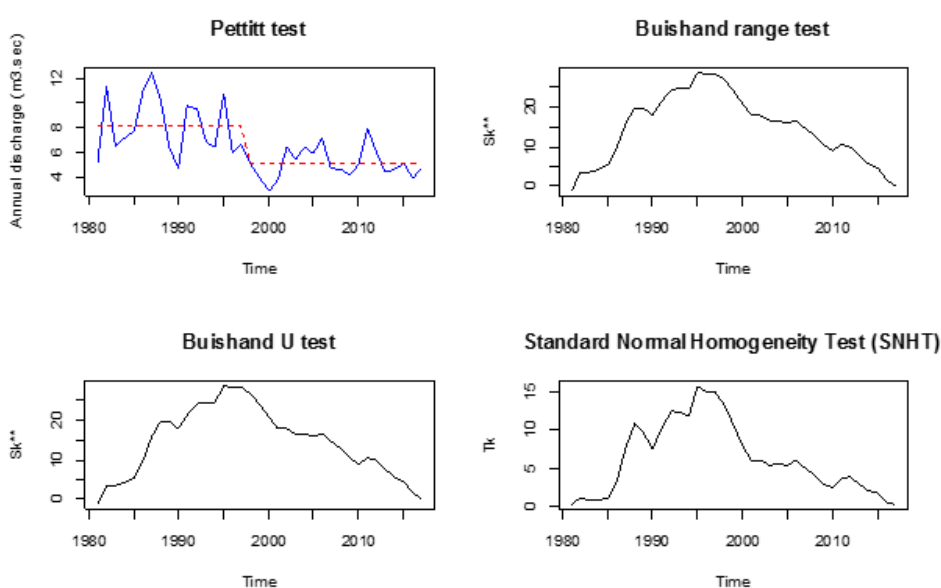 Pettitt test
Annual discharge (m3.sec)
12
8
6
4
1980 1990 2000 2010
Time
Buishand range test
Sk**
20
10
0
1980 1990 2000 2010
Time
Buishand U test
Sk**
20
10
0
1980 1990 2000 2010
Time
Standard Normal Homogeneity Test (SNHT)
Tk
15
10
5
0
1980 1990 2000 2010
Time